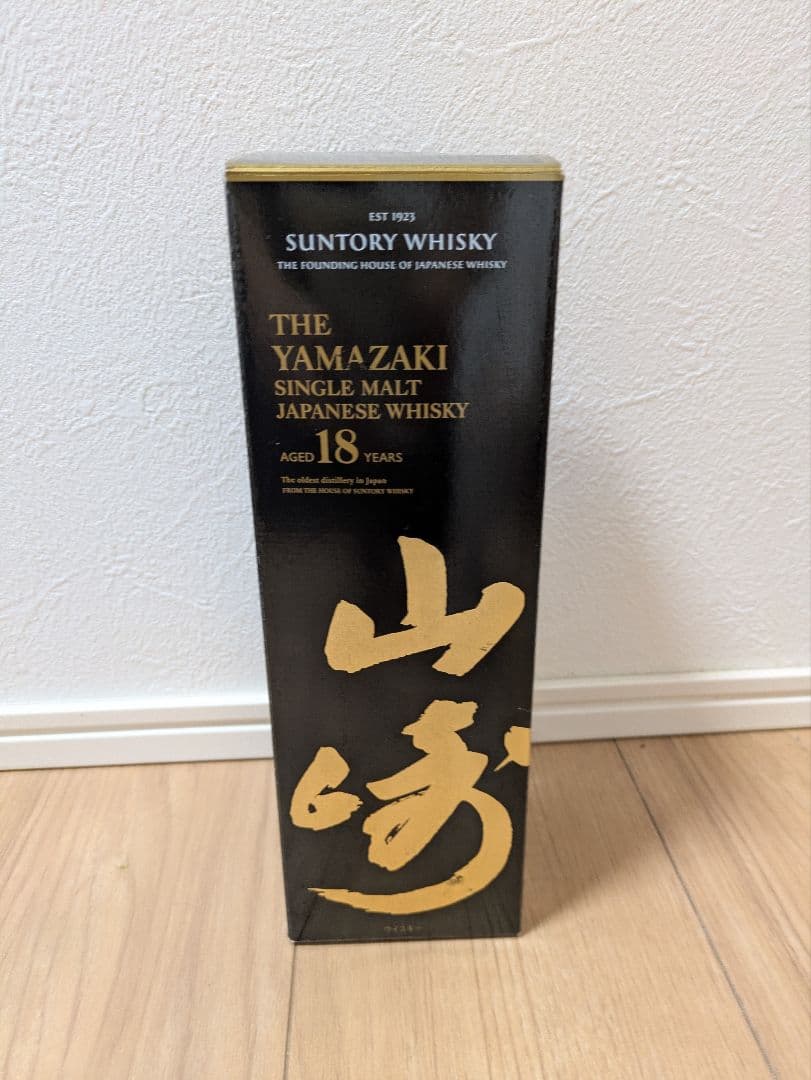 EST 1923
SUNTORY WHISKY
THE FOUNDING HOUSE OF JAPANESE WHISKY
THE
YAMAZAKI
SINGLE MALT
JAPANESE WHISKY
AGED 18 YEARS
The oldest distillery in Japan
FROM THE HOUSE OF SUNTORY WHISKY
山
崎
ウイスキー